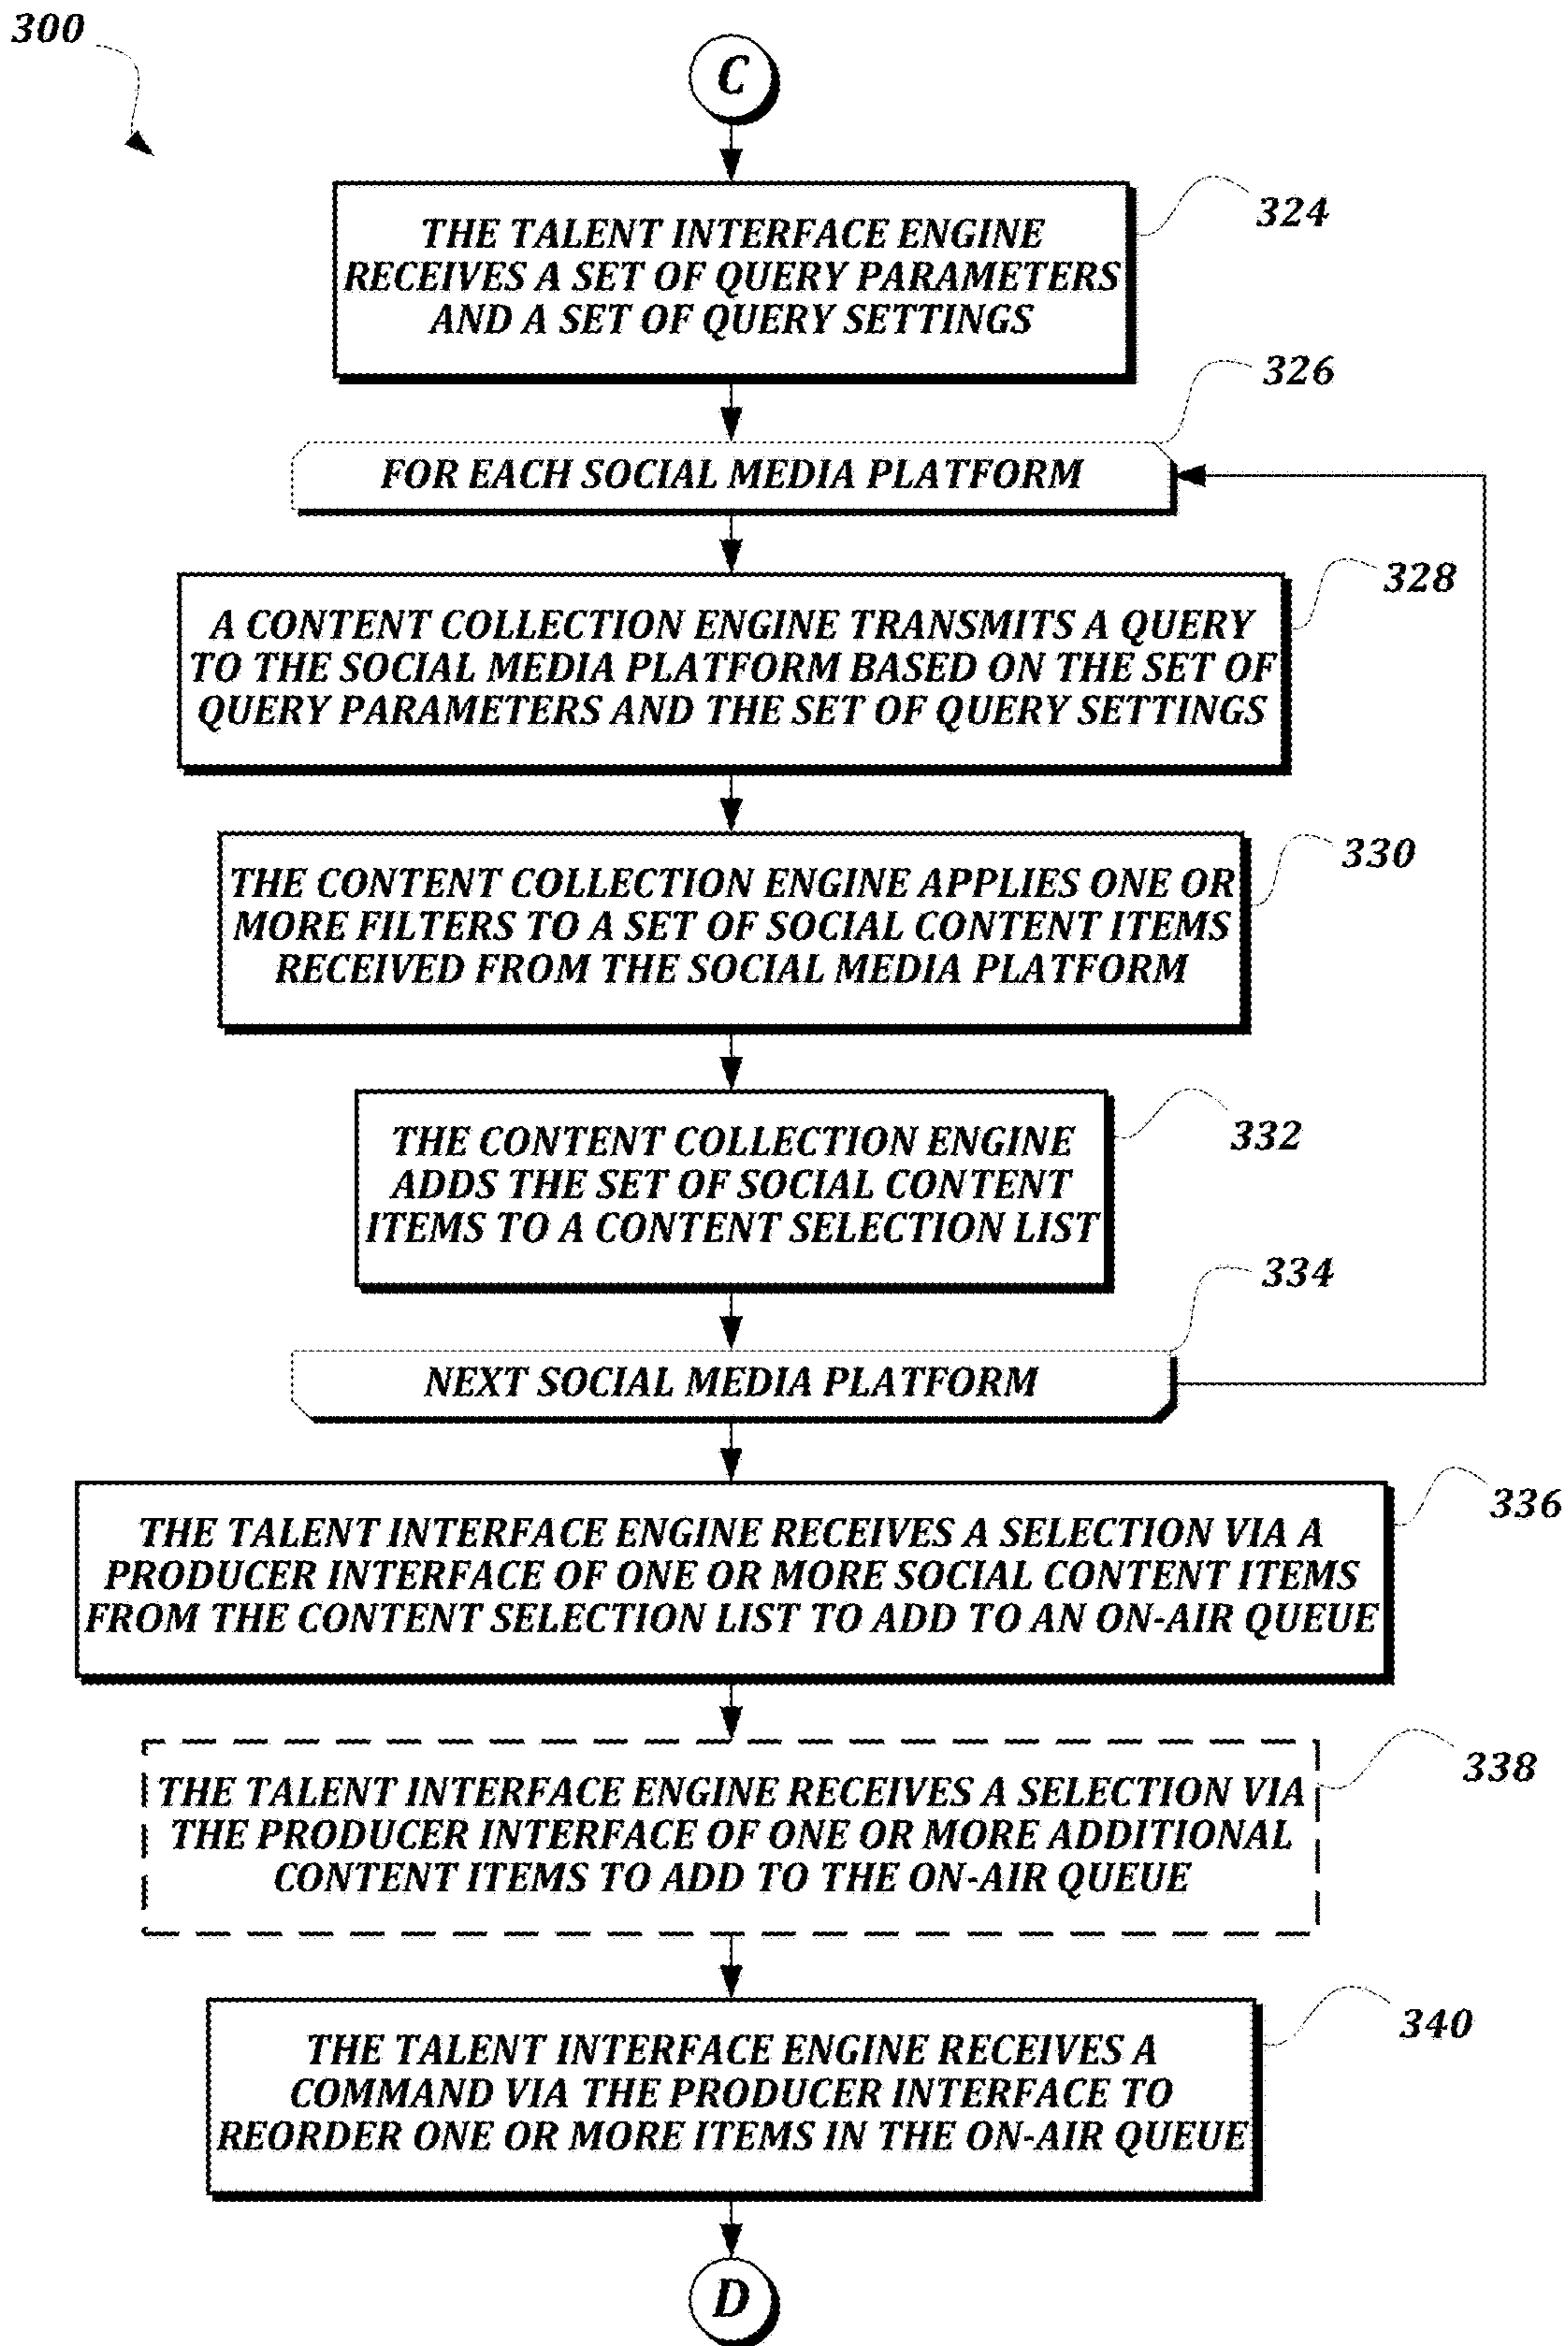 300
C
THE TALENT INTERFACE ENGINE
RECEIVES A SET OF QUERY PARAMETERS
AND A SET OF QUERY SETTINGS
324
326
FOR EACH SOCIAL MEDIA PLATFORM
328
A CONTENT COLLECTION ENGINE TRANSMITS A QUERY
TO THE SOCIAL MEDIA PLATFORM BASED ON THE SET OF
QUERY PARAMETERS AND THE SET OF QUERY SETTINGS
330
THE CONTENT COLLECTION ENGINE APPLIES ONE OR
MORE FILTERS TO A SET OF SOCIAL CONTENT ITEMS
RECEIVED FROM THE SOCIAL MEDIA PLATFORM
332
THE CONTENT COLLECTION ENGINE
ADDS THE SET OF SOCIAL CONTENT
ITEMS TO A CONTENT SELECTION LIST
334
NEXT SOCIAL MEDIA PLATFORM
336
THE TALENT INTERFACE ENGINE RECEIVES A SELECTION VIA A
PRODUCER INTERFACE OF ONE OR MORE SOCIAL CONTENT ITEMS
FROM THE CONTENT SELECTION LIST TO ADD TO AN ON-AIR QUEUE
338
THE TALENT INTERFACE ENGINE RECEIVES A SELECTION VIA
THE PRODUCER INTERFACE OF ONE OR MORE ADDITIONAL
CONTENT ITEMS TO ADD TO THE ON-AIR QUEUE
340
THE TALENT INTERFACE ENGINE RECEIVES A
COMMAND VIA THE PRODUCER INTERFACE TO
REORDER ONE OR MORE ITEMS IN THE ON-AIR QUEUE
D